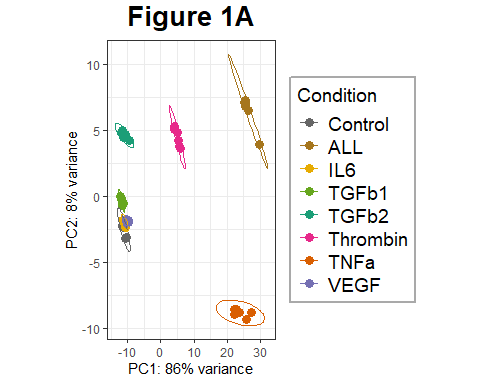 Figure 1A
10
5
0
-5
-10
PC2: 8% variance
-10 0 10 20 30
PC1: 86% variance
Condition
Control
ALL
IL6
TGFb1
TGFb2
Thrombin
TNFa
VEGF